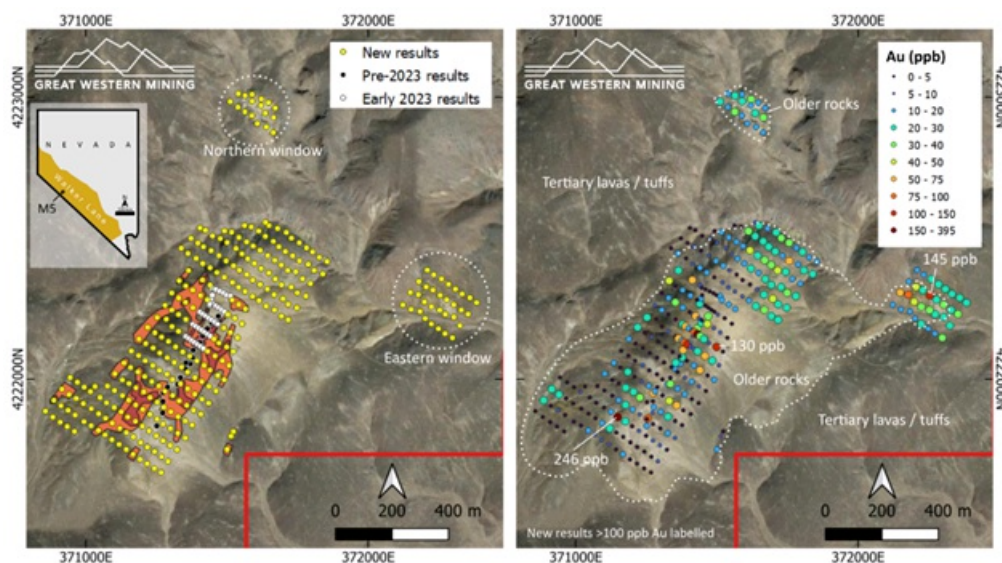 371000E
372000E
4223000N
4222000N
GREAT WESTERN MINING
New results
Pre-2023 results
Early 2023 results
NEVADA
Walker Lane
M5
N
Northern window
Eastern window
0 200 400 m
371000E
372000E
371000E
372000E
4223000N
4222000N
GREAT WESTERN MINING
Au (ppb)
0 - 5
5 - 10
10 - 20
20 - 30
30 - 40
40 - 50
50 - 75
75 - 100
100 - 150
150 - 395
Older rocks
Tertiary lavas / tuffs
145 ppb
130 ppb
Older rocks
Tertiary lavas / tuffs
246 ppb
0 200 400 m
New results >100 ppb Au labelled
371000E
372000E